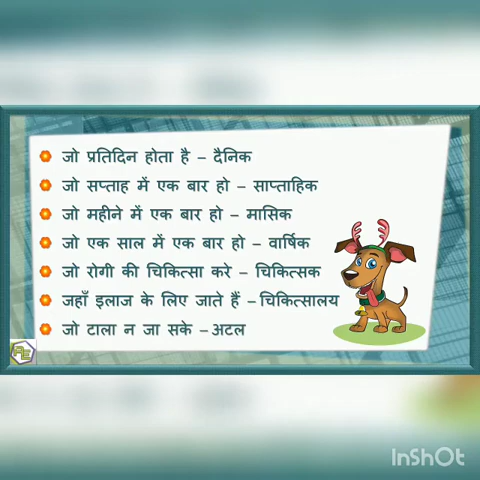 जो प्रतिदिन होता है – दैनिक
जो सप्ताह में एक बार हो – साप्ताहिक
जो महीने में एक बार हो – मासिक
जो एक साल में एक बार हो – वार्षिक
जो रोगी की चिकित्सा करे – चिकित्सक
जहाँ इलाज के लिए जाते हैं – चिकित्सालय
जो टाला न जा सके – अटल
InShOt